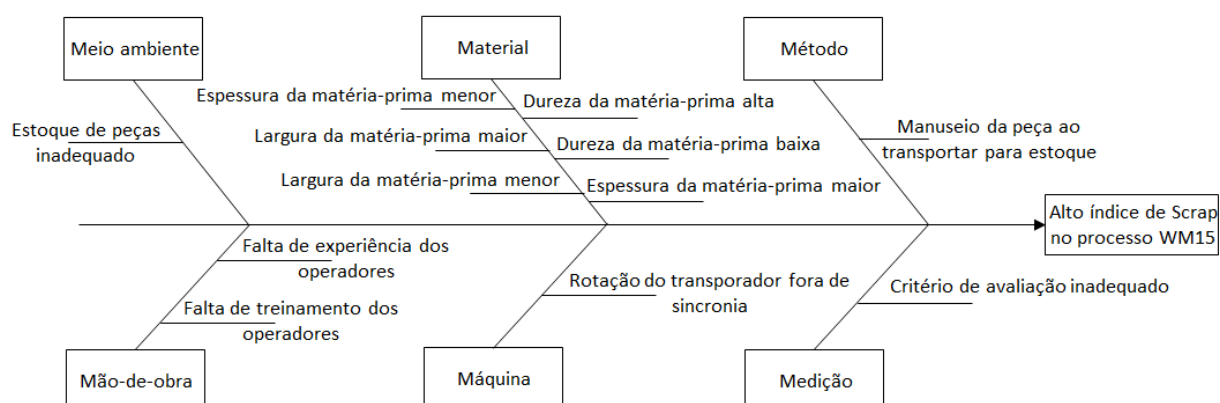 Meio ambiente
Material
Método
Espessura da matéria-prima menor
Dureza da matéria-prima alta
Estoque de peças
inadequado
Largura da matéria-prima maior
Dureza da matéria-prima baixa
Manuseio da peça ao
transportar para estoque
Largura da matéria-prima menor
Espessura da matéria-prima maior
Alto índice de Scrap
no processo WM15
Falta de experiência dos
operadores
Rotação do transporador fora de
sincronia
Critério de avaliação inadequado
Falta de treinamento dos
operadores
Mão-de-obra
Máquina
Medição